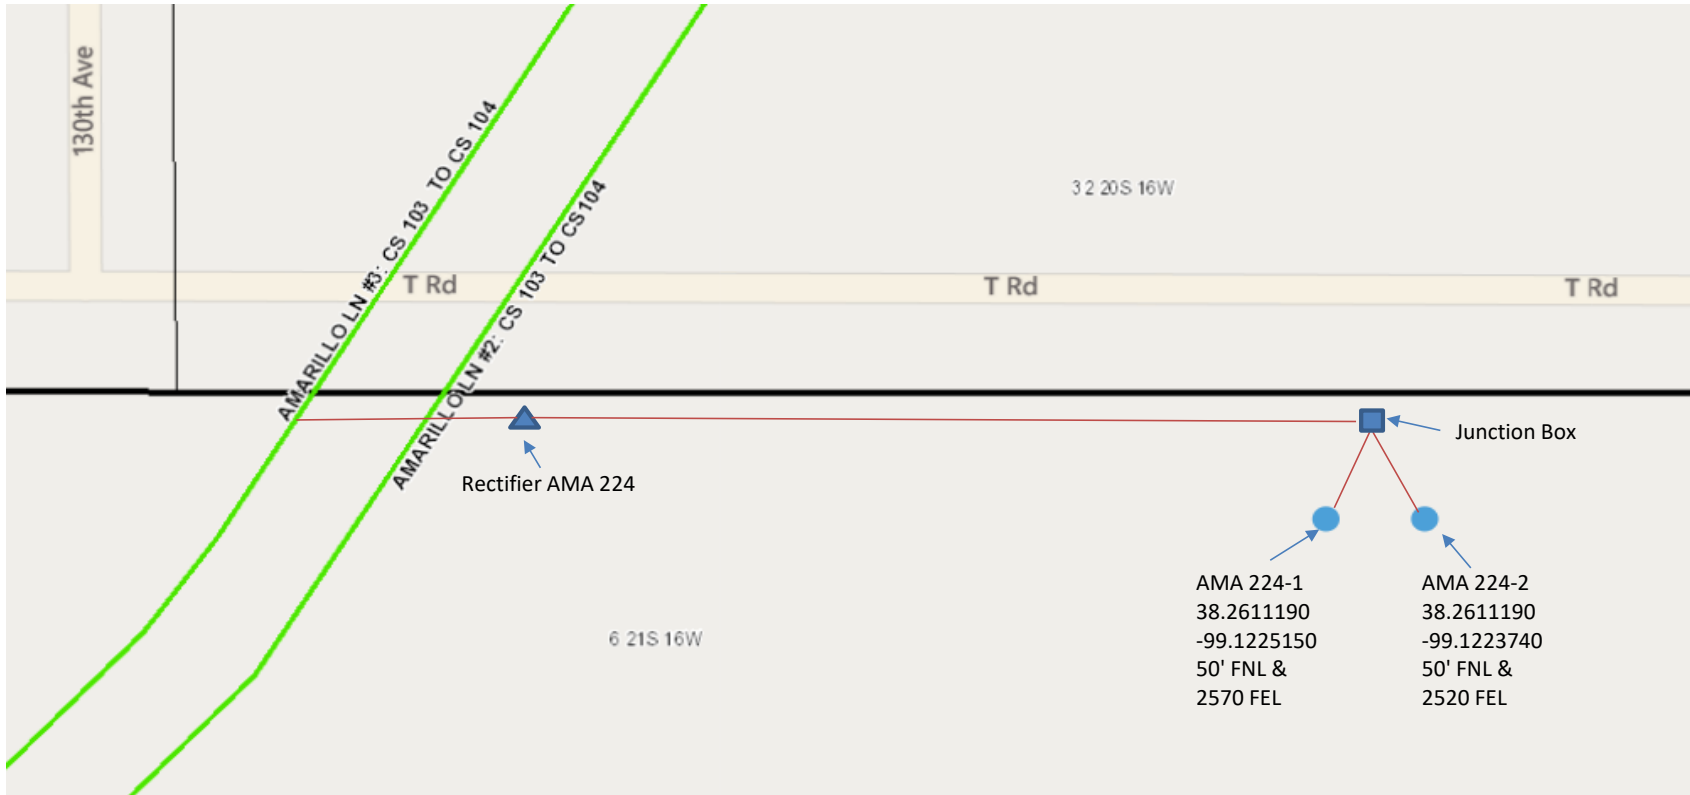 130th Ave
AMARILLO LN #3: CS 103 TO CS 104
AMARILLO LN #2: CS 103 TO CS104
32 20S 16W
T Rd
T Rd
T Rd
Junction Box
Rectifier AMA 224
AMA 224-1
38.2611190
-99.1225150
50' FNL &
2570 FEL
AMA 224-2
38.2611190
-99.1223740
50' FNL &
2520 FEL
6 21S 16W